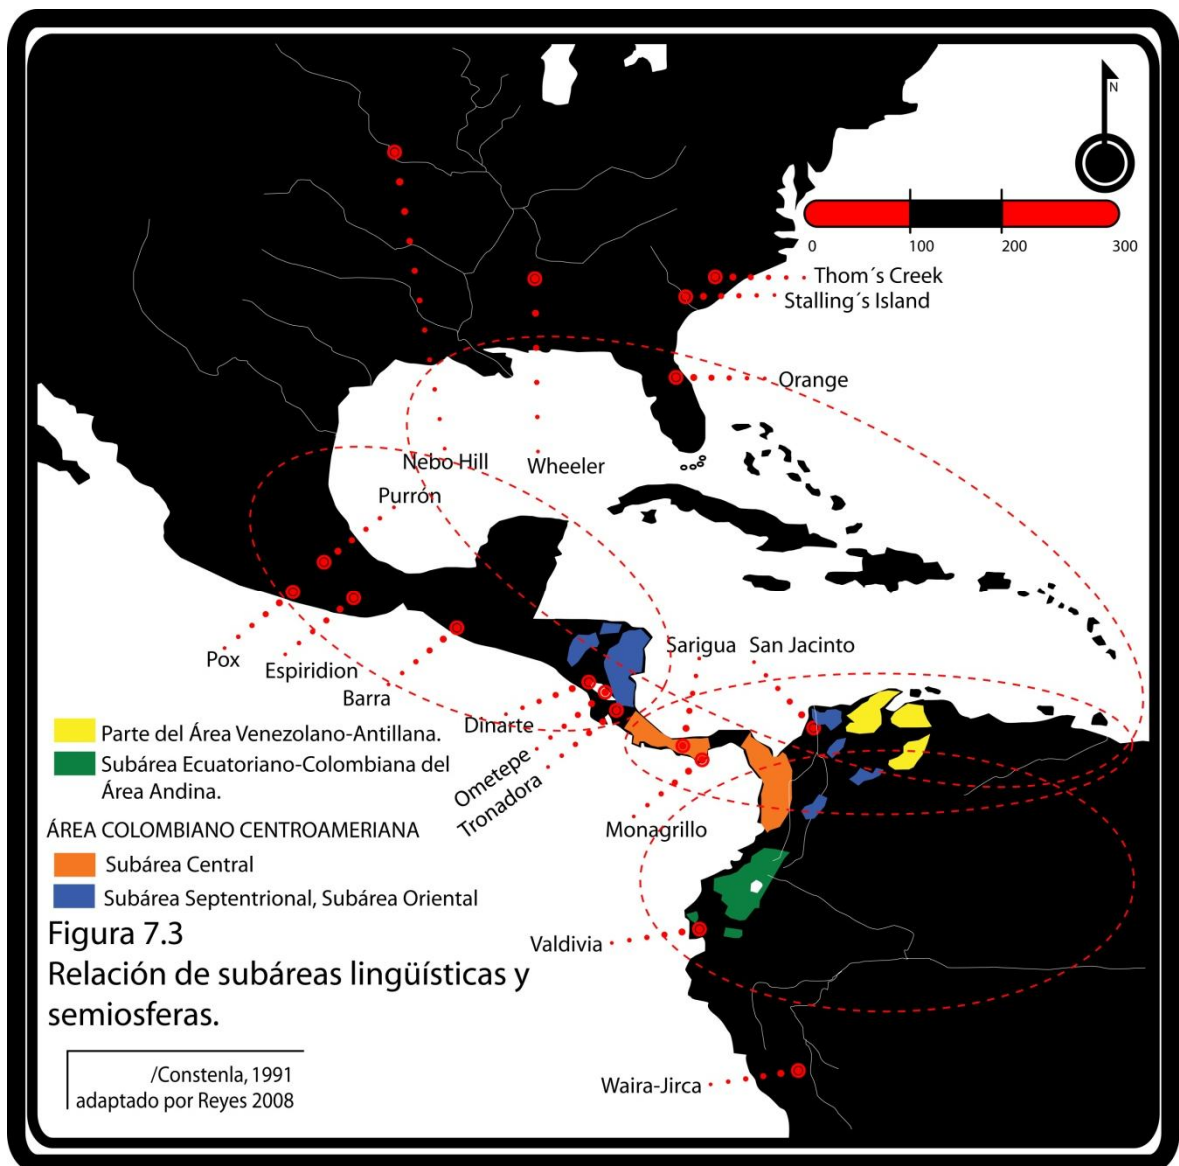 N
0 100 200 300
Thom´s Creek
Stalling´s Island
Orange
Nebo Hill
Wheeler
Purrón
Pox
Espiridion
Barra
Sarigua
San Jacinto
Dinarte
Ometepe
Tronadora
Monagrillo
Parte del Área Venezolano-Antillana.
Subárea Ecuatoriano-Colombiana del
Área Andina.
ÁREA COLOMBIANO CENTROAMERIANA
Subárea Central
Subárea Septentrional, Subárea Oriental
Valdivia
Figura 7.3
Relación de subáreas lingüísticas y
semiosferas.
/Constenla, 1991
adaptado por Reyes 2008
Waira-Jirca